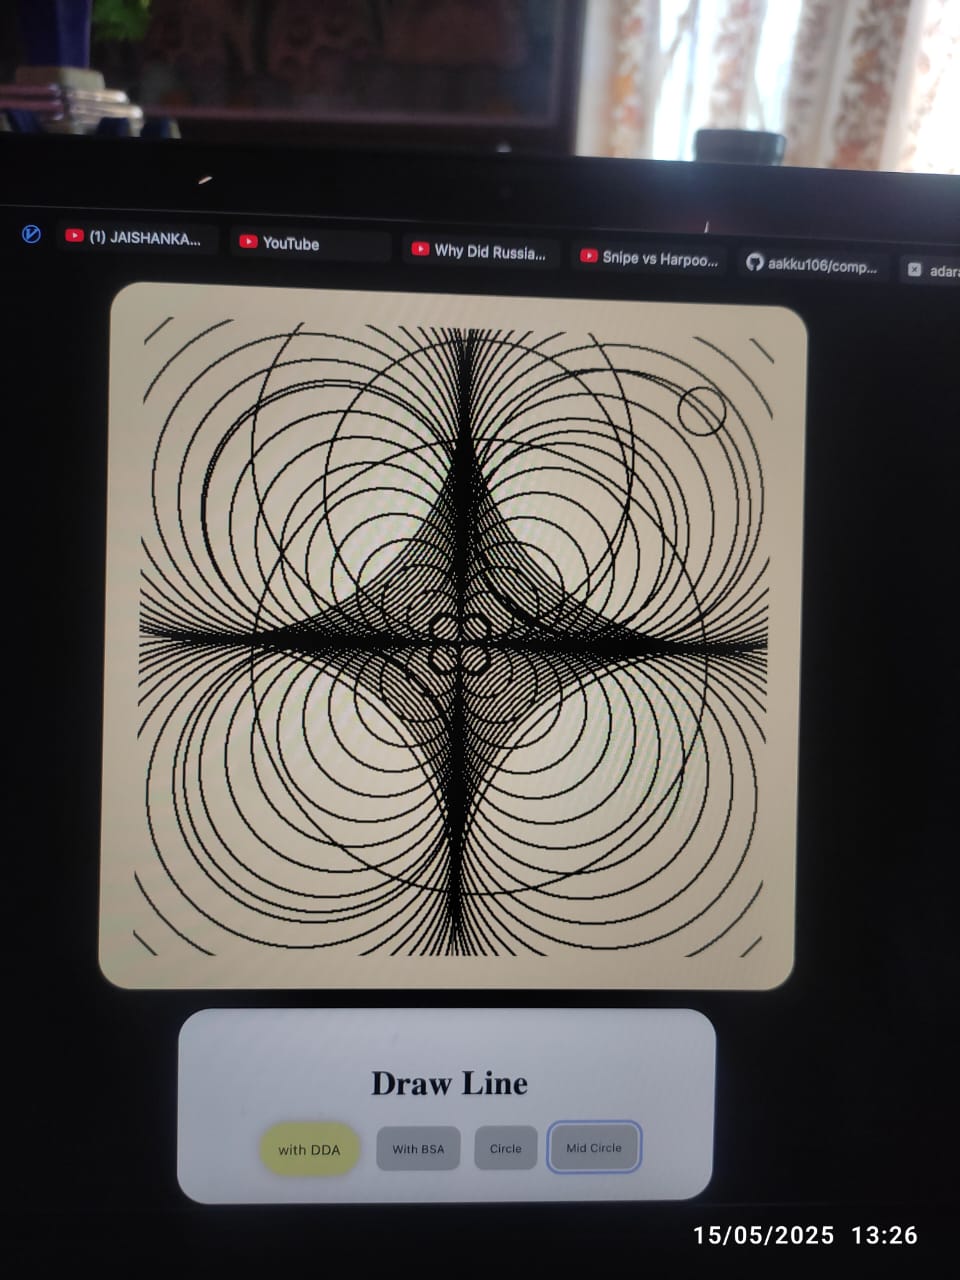 (1) JAISHANKA...
YouTube
Why Did Russia...
Snipe vs Harpoo...
aakku106/comp...
adara
Draw Line
with DDA
With BSA
Circle
Mid Circle
15/05/2025 13:26